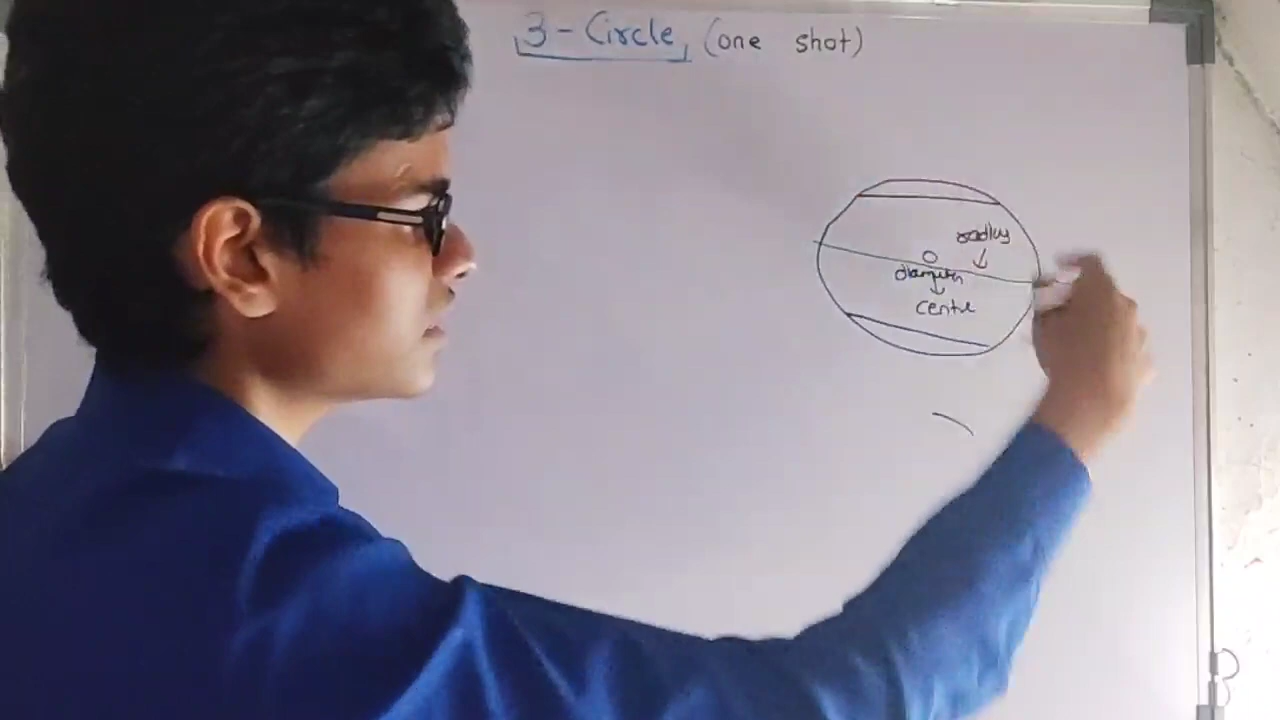 3 - Circle (one shot)
radius
O
diameter
centre